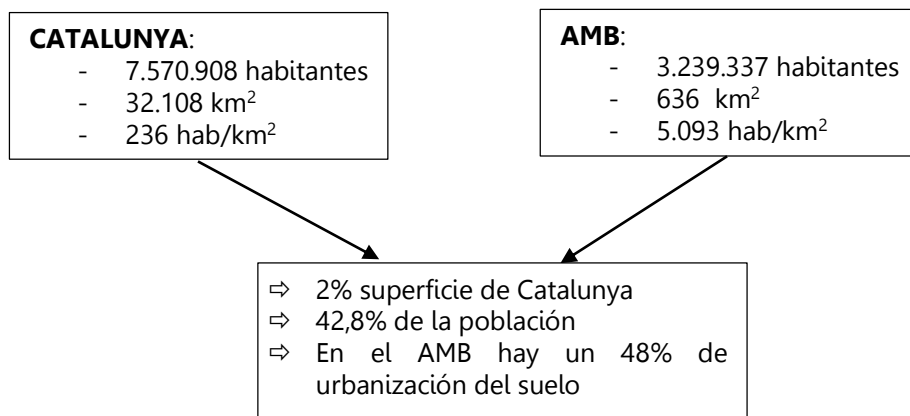 CATALUNYA:
- 7.570.908 habitantes
- 32.108 km²
- 236 hab/km²
AMB:
- 3.239.337 habitantes
- 636 km²
- 5.093 hab/km²
⇨ 2% superficie de Catalunya
⇨ 42,8% de la población
⇨ En el AMB hay un 48% de
urbanización del suelo